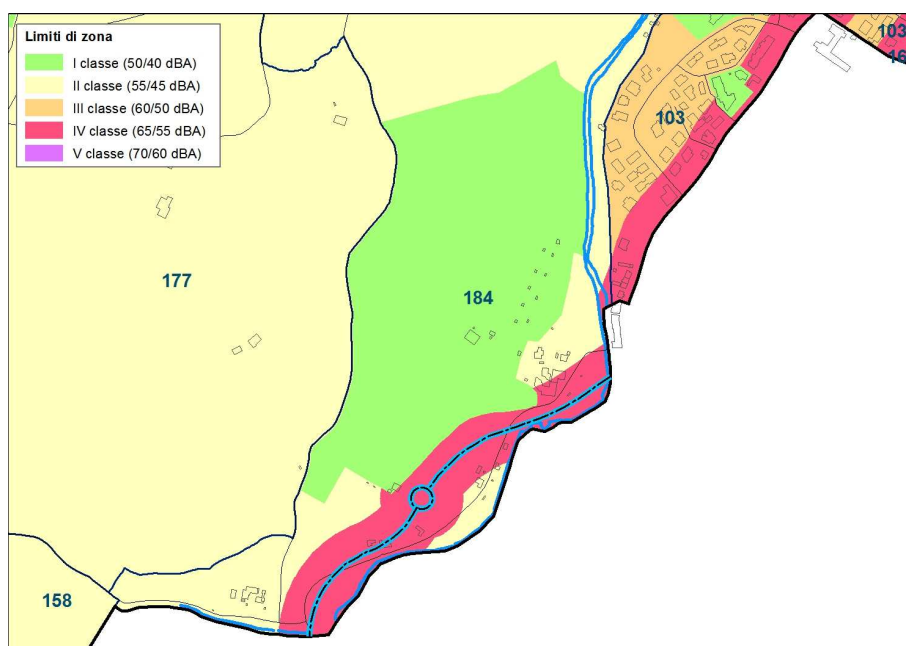 Limiti di zona
I classe (50/40 dBA)
II classe (55/45 dBA)
III classe (60/50 dBA)
IV classe (65/55 dBA)
V classe (70/60 dBA)
103
16
103
177
184
158